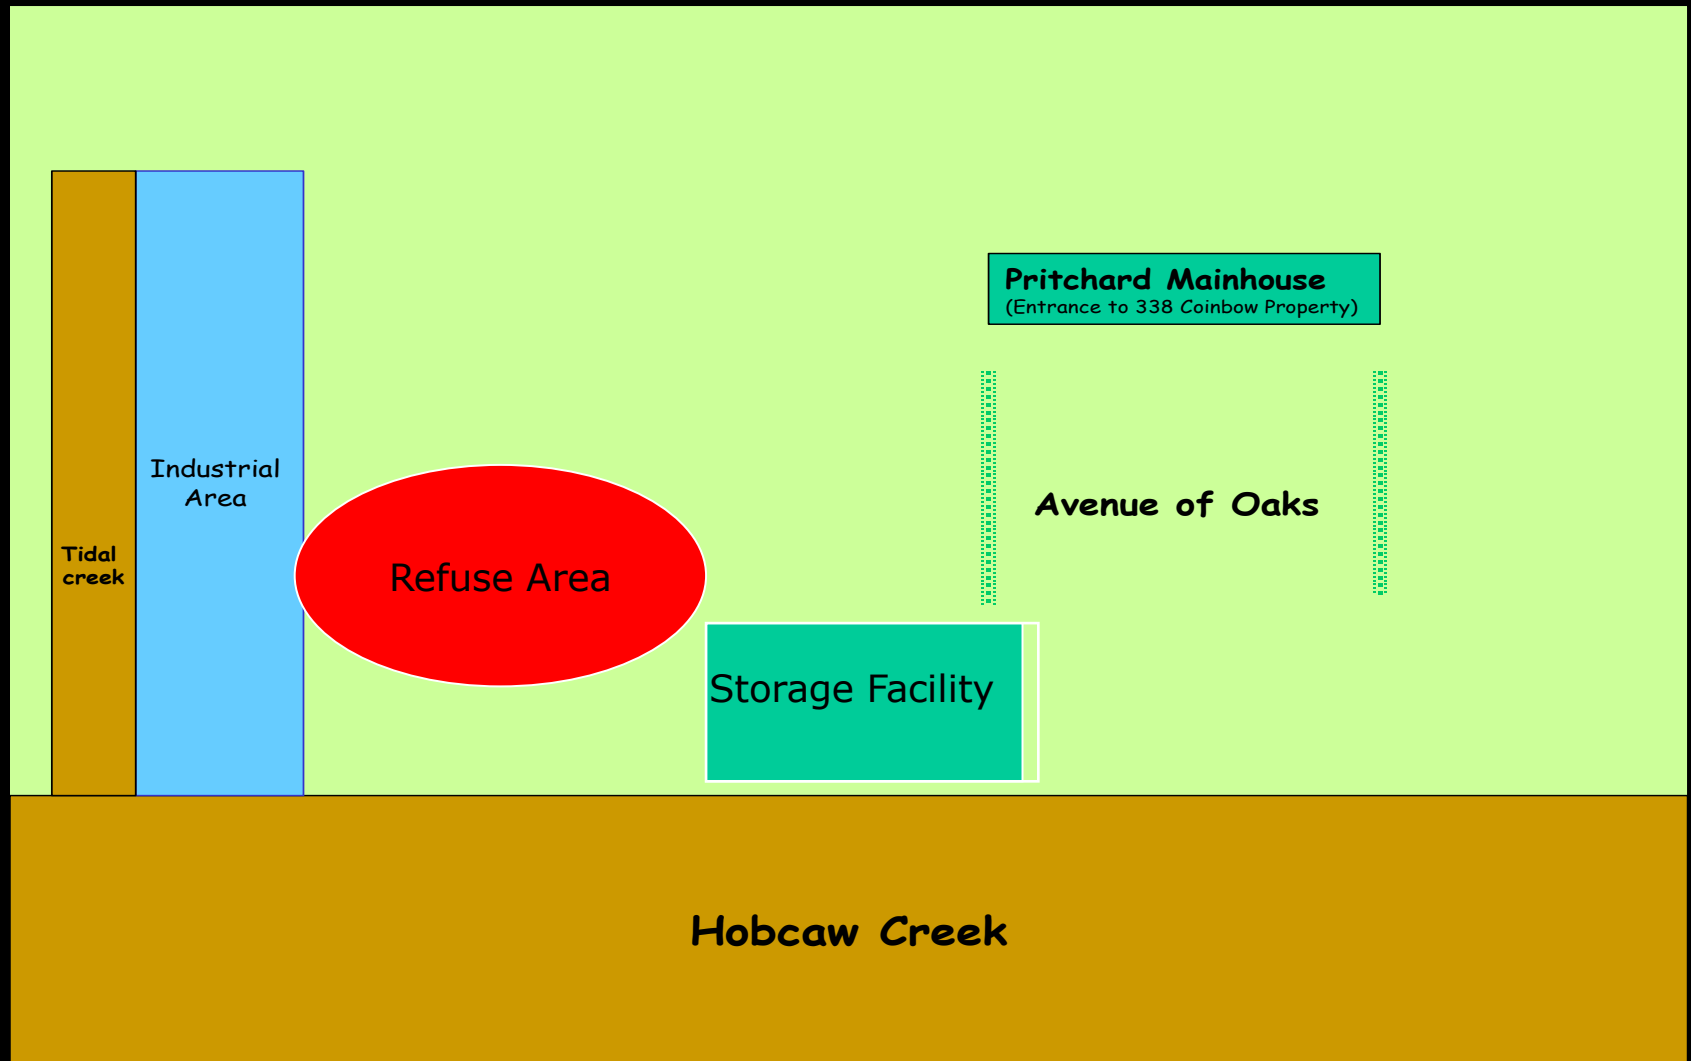 Pritchard Mainhouse
(Entrance to 338 Coinbow Property)
Industrial
Area
Avenue of Oaks
Tidal
creek
Refuse Area
Storage Facility
Hobcaw Creek